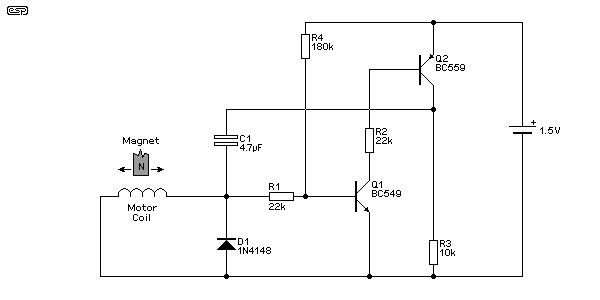 esp
R4
180k
Q2
BC559
+
1.5V
R2
22k
C1
4.7µF
Magnet
N
Motor
Coil
R1
22k
Q1
BC549
D1
1N4148
R3
10k